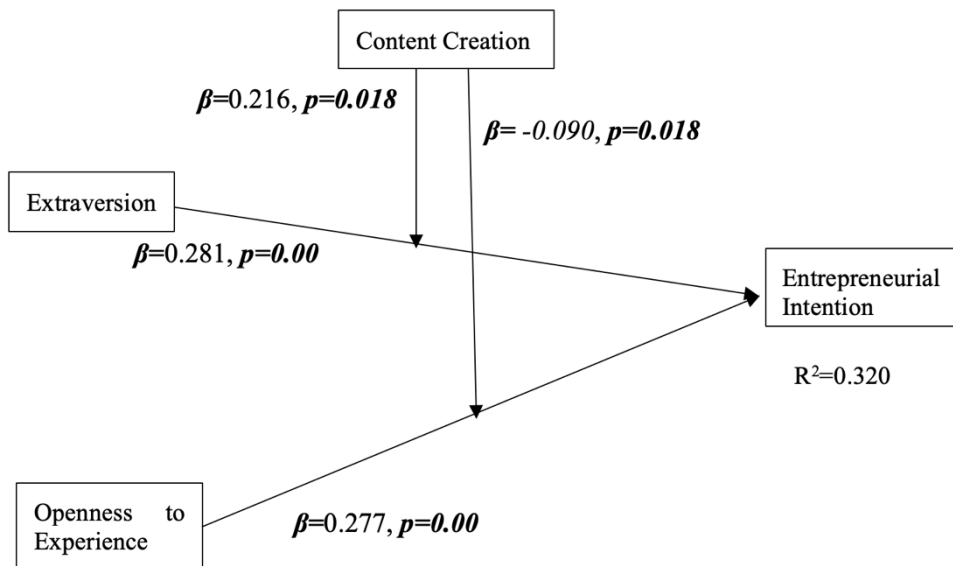 Content Creation
β=0.216, p=0.018
β= -0.090, p=0.018
Extraversion
β=0.281, p=0.00
Entrepreneurial
Intention
R²=0.320
Openness to
Experience
β=0.277, p=0.00